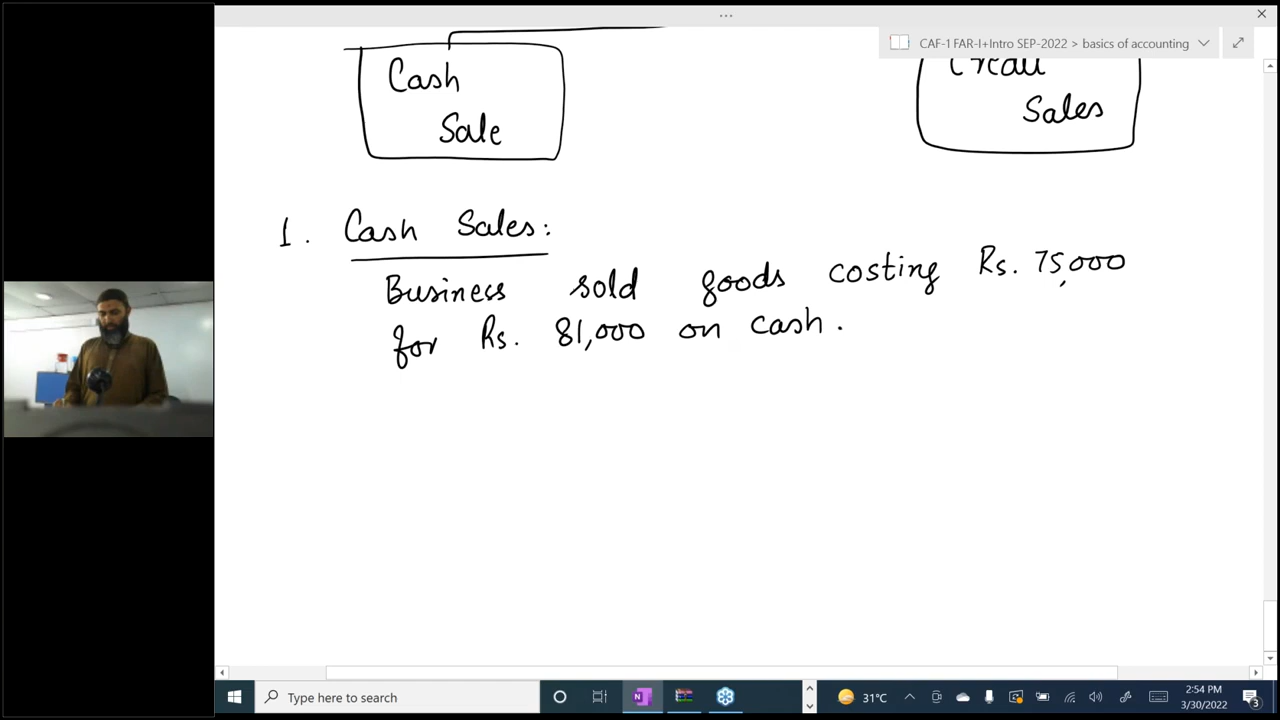 CAF-1 FAR-I+Intro SEP-2022 > basics of accounting
Cash
Sale
Credit
Sales
1. Cash Sales:
Business sold goods costing Rs. 75,000
for Rs. 81,000 on cash.
Type here to search
31°C
2:54 PM
3/30/2022
3